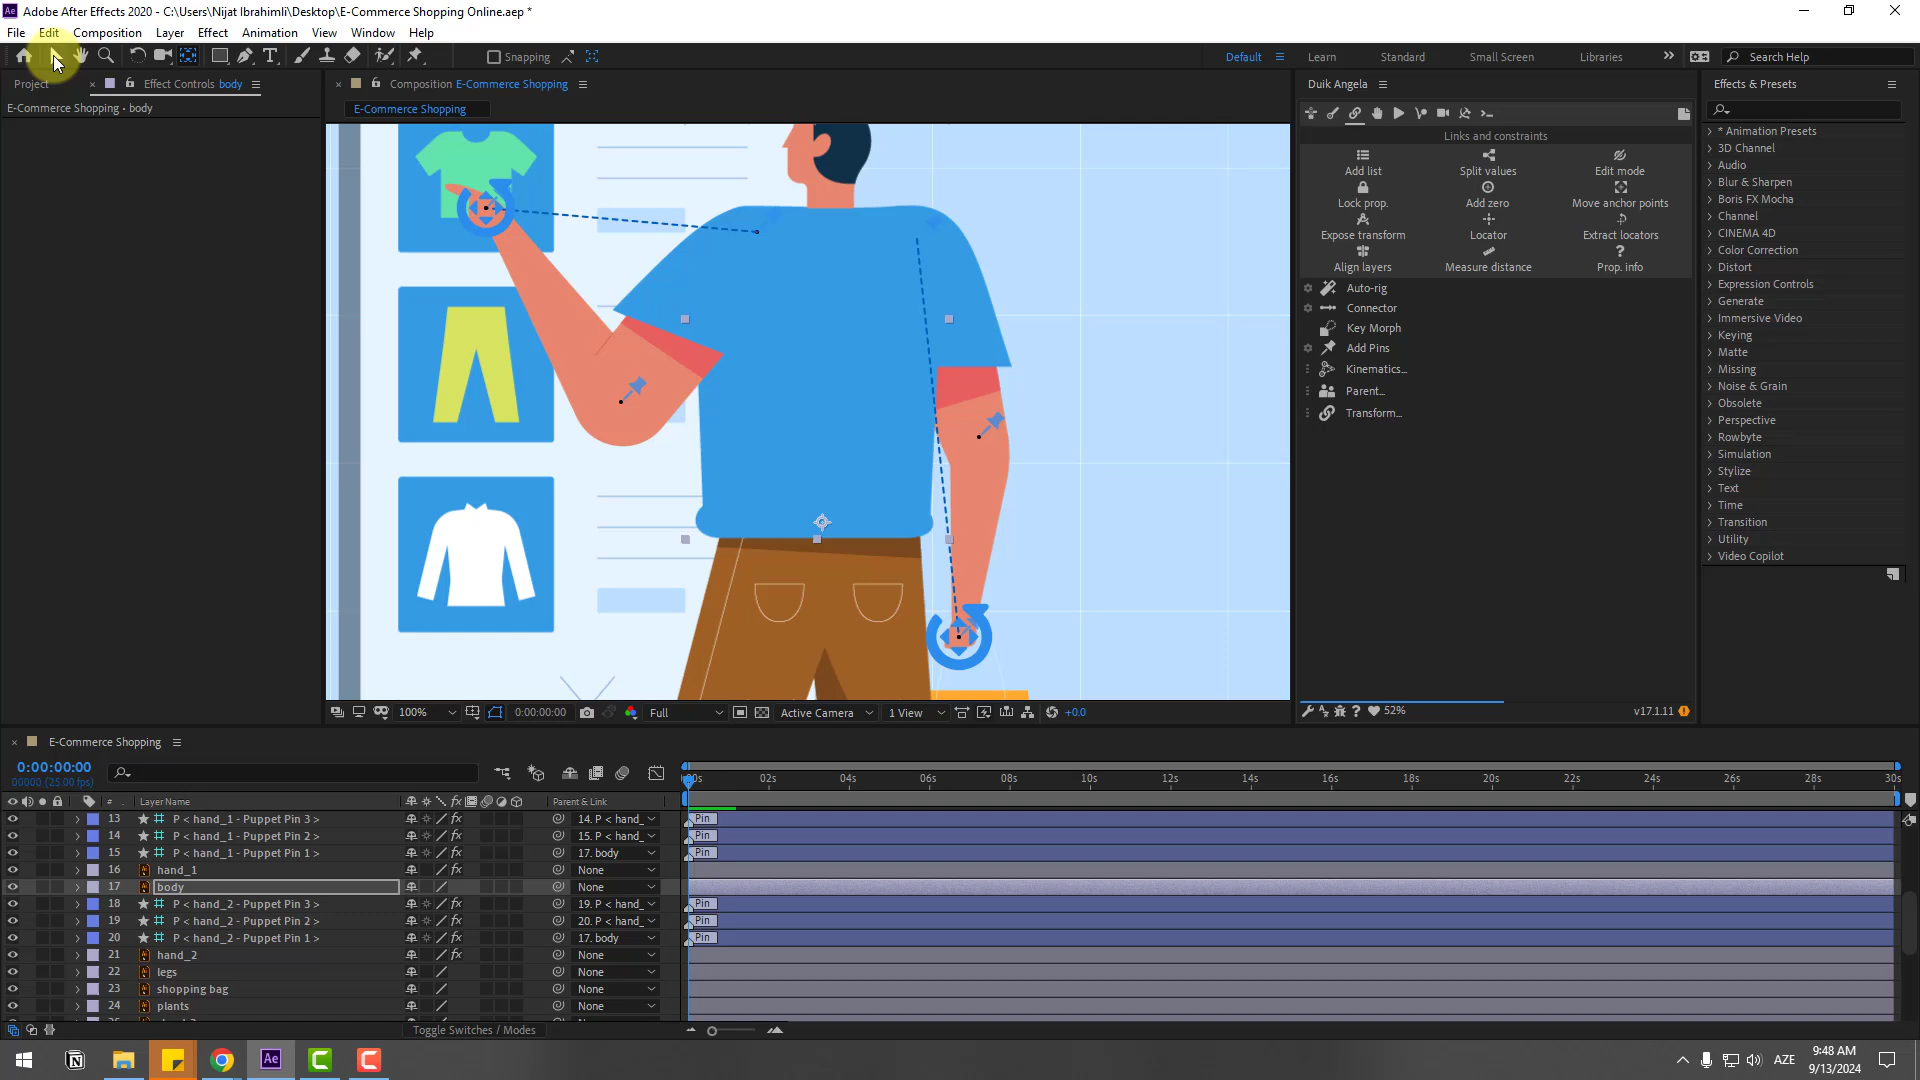 Adobe After Effects 2020 - C:\Users\Nijat Ibrahimli\Desktop\E-Commerce Shopping Online.aep *
File Edit Composition Layer Effect Animation View Window Help
Snapping
Default Learn Standard Small Screen Libraries Search Help
Project Effect Controls body
E-Commerce Shopping • body
Composition E-Commerce Shopping
E-Commerce Shopping
Duik Angela
Links and constraints
Add list Split values Edit mode
Lock prop. Add zero Move anchor points
Expose transform Locator Extract locators
Align layers Measure distance Prop. info
Auto-rig
Connector
Key Morph
Add Pins
Kinematics...
Parent...
Transform...
52% v17.1.11
Effects & Presets
* Animation Presets
3D Channel
Audio
Blur & Sharpen
Boris FX Mocha
Channel
CINEMA 4D
Color Correction
Distort
Expression Controls
Generate
Immersive Video
Keying
Matte
Missing
Noise & Grain
Obsolete
Perspective
Rowbyte
Simulation
Stylize
Text
Time
Transition
Utility
Video Copilot
100% 0:00:00:00 Full Active Camera 1 View +0.0
E-Commerce Shopping
0:00:00:00
00000 (25.00 fps)
02s 04s 06s 08s 10s 12s 14s 16s 18s 20s 22s 24s 26s 28s 30s
# Layer Name Parent & Link
13 P < hand_1 - Puppet Pin 3 > 14. P < hand_ Pin
14 P < hand_1 - Puppet Pin 2 > 15. P < hand_ Pin
15 P < hand_1 - Puppet Pin 1 > 17. body Pin
16 hand_1 None
17 body None
18 P < hand_2 - Puppet Pin 3 > 19. P < hand_ Pin
19 P < hand_2 - Puppet Pin 2 > 20. P < hand_ Pin
20 P < hand_2 - Puppet Pin 1 > 17. body Pin
21 hand_2 None
22 legs None
23 shopping bag None
24 plants None
Toggle Switches / Modes
AZE
9:48 AM
9/13/2024